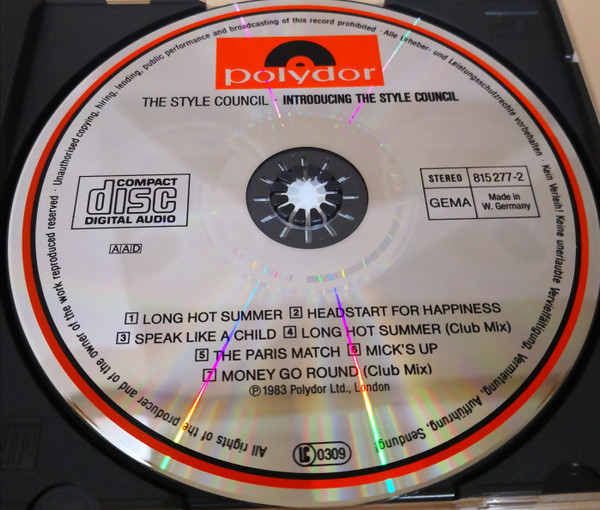 polydor
THE STYLE COUNCIL · INTRODUCING THE STYLE COUNCIL
COMPACT
disc
DIGITAL AUDIO
AAD
STEREO 815 277-2
GEMA Made in
W. Germany
1 LONG HOT SUMMER 2 HEADSTART FOR HAPPINESS
3 SPEAK LIKE A CHILD 4 LONG HOT SUMMER (Club Mix)
5 THE PARIS MATCH 6 MICK'S UP
7 MONEY GO ROUND (Club Mix)
℗ 1983 Polydor Ltd., London
LC 0309
All rights of the producer and of the owner of the work reproduced reserved · Unauthorised copying, hiring, lending, public performance and broadcasting of this record prohibited · Alle Urheber- und Leistungsschutzrechte vorbehalten · Kein Verleih! Keine unerlaubte Vervielfältigung, Vermietung, Aufführung, Sendung!